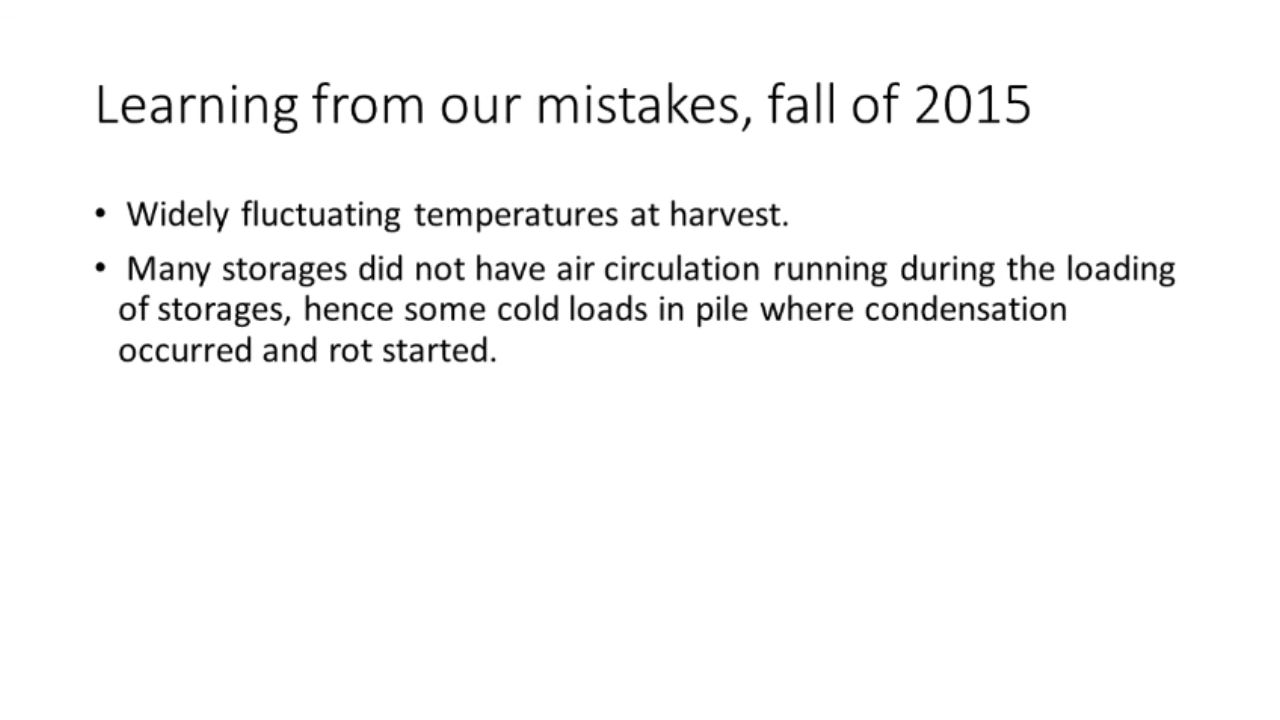 Learning from our mistakes, fall of 2015
• Widely fluctuating temperatures at harvest.
• Many storages did not have air circulation running during the loading
of storages, hence some cold loads in pile where condensation
occurred and rot started.